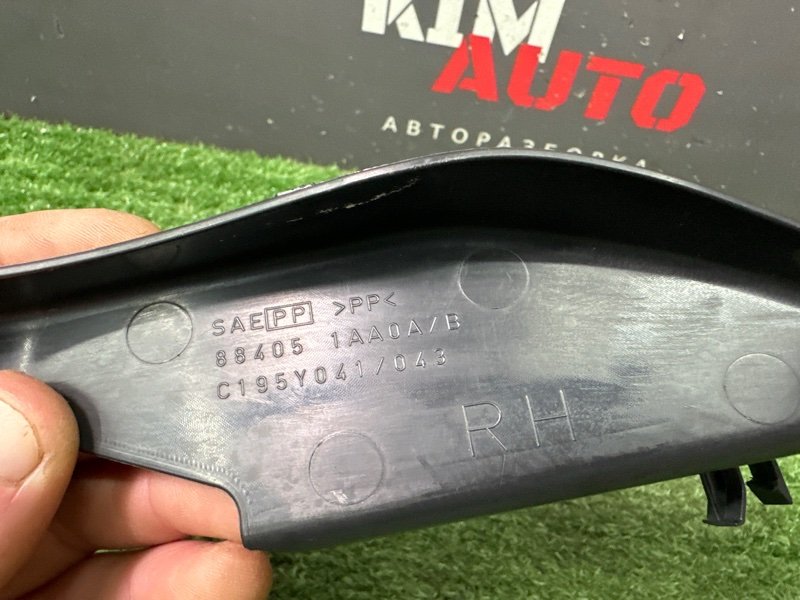 KIM
AUTO
АВТОРАЗБОРКА
SAE PP >PP<
88405 1AA0A/B
C195Y041/043
RH